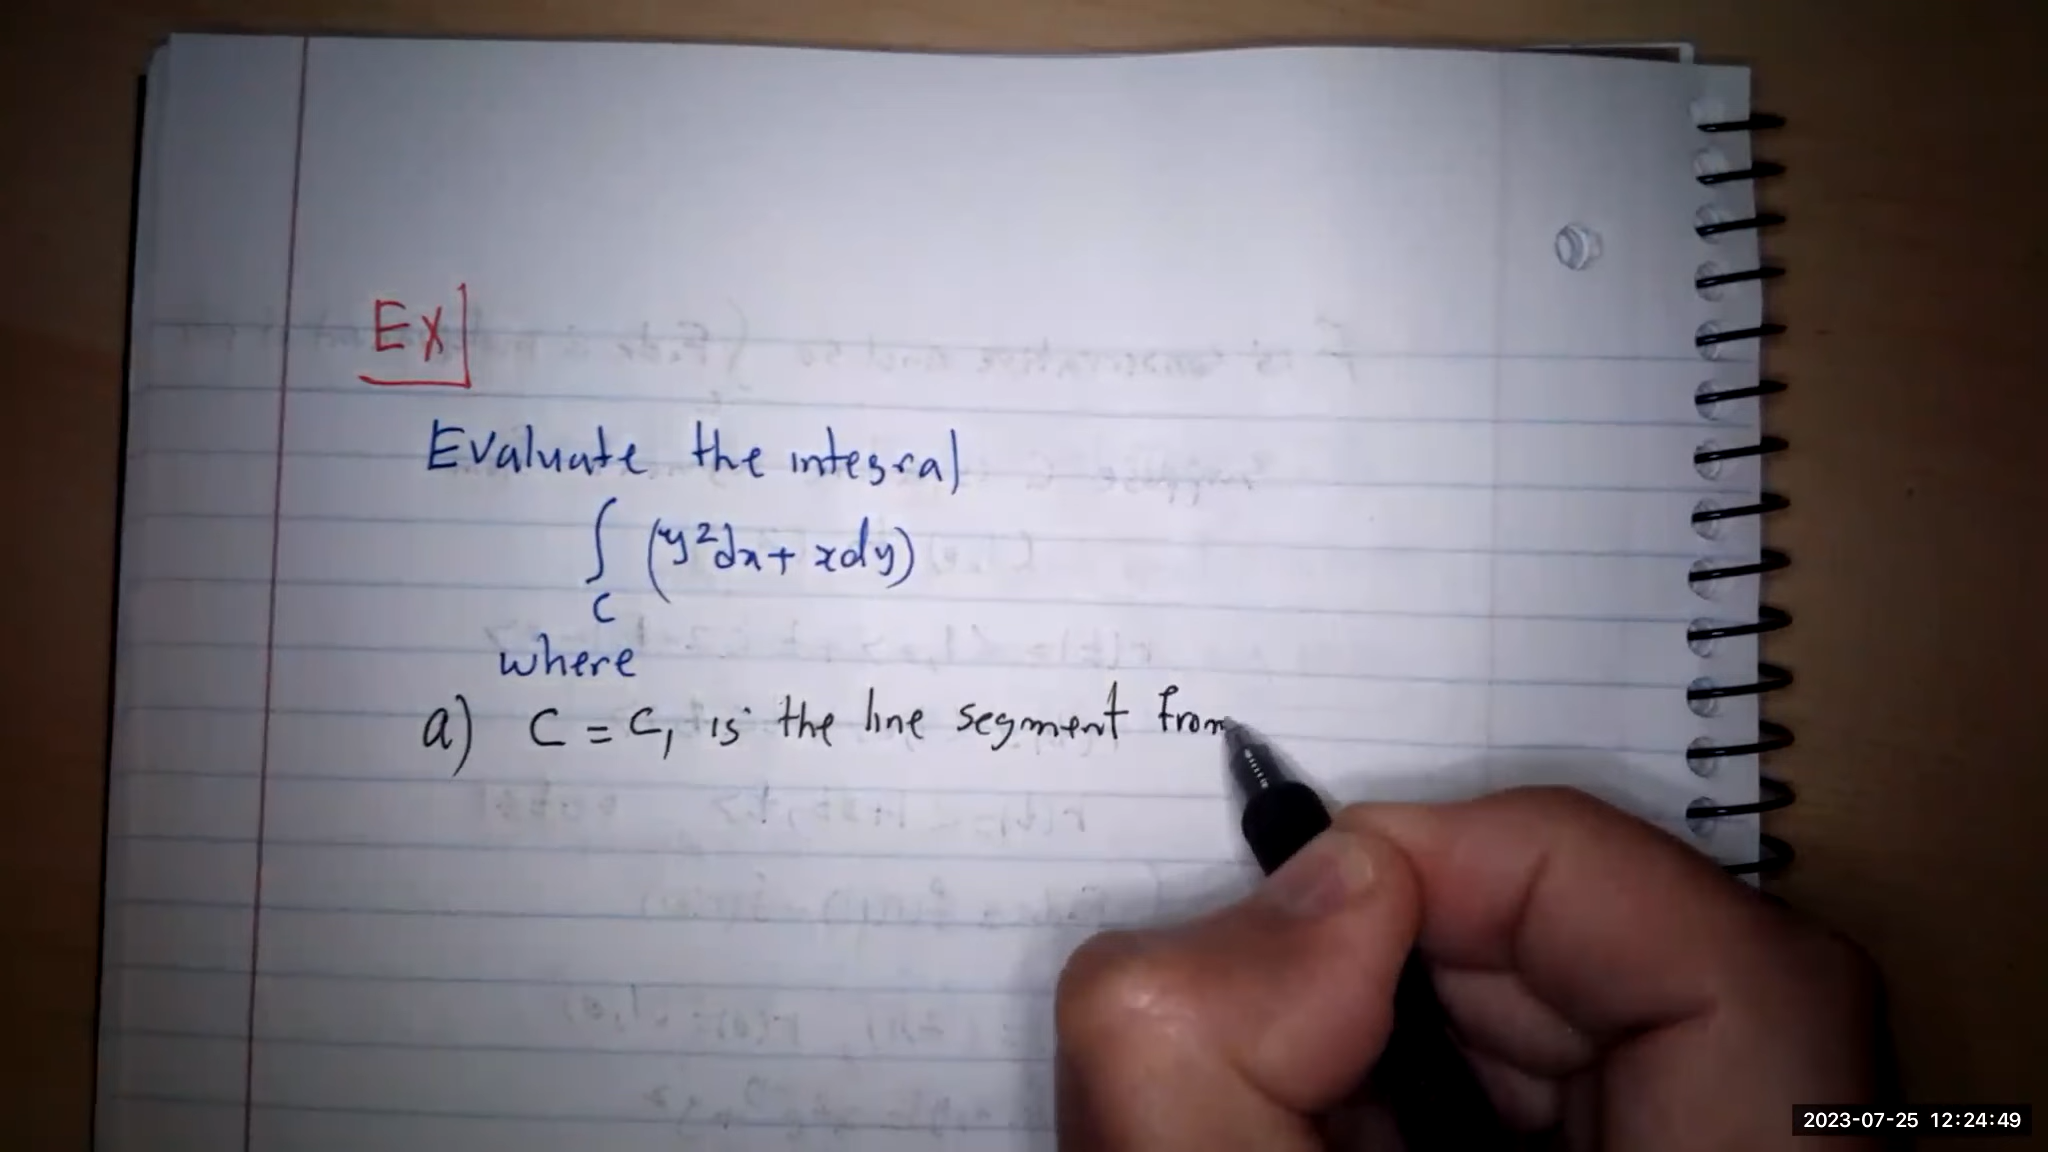 Ex
Evaluate the integral
∫_C (y²dx + xdy)
where
a) C = C₁ is the line segment from
2023-07-25 12:24:49